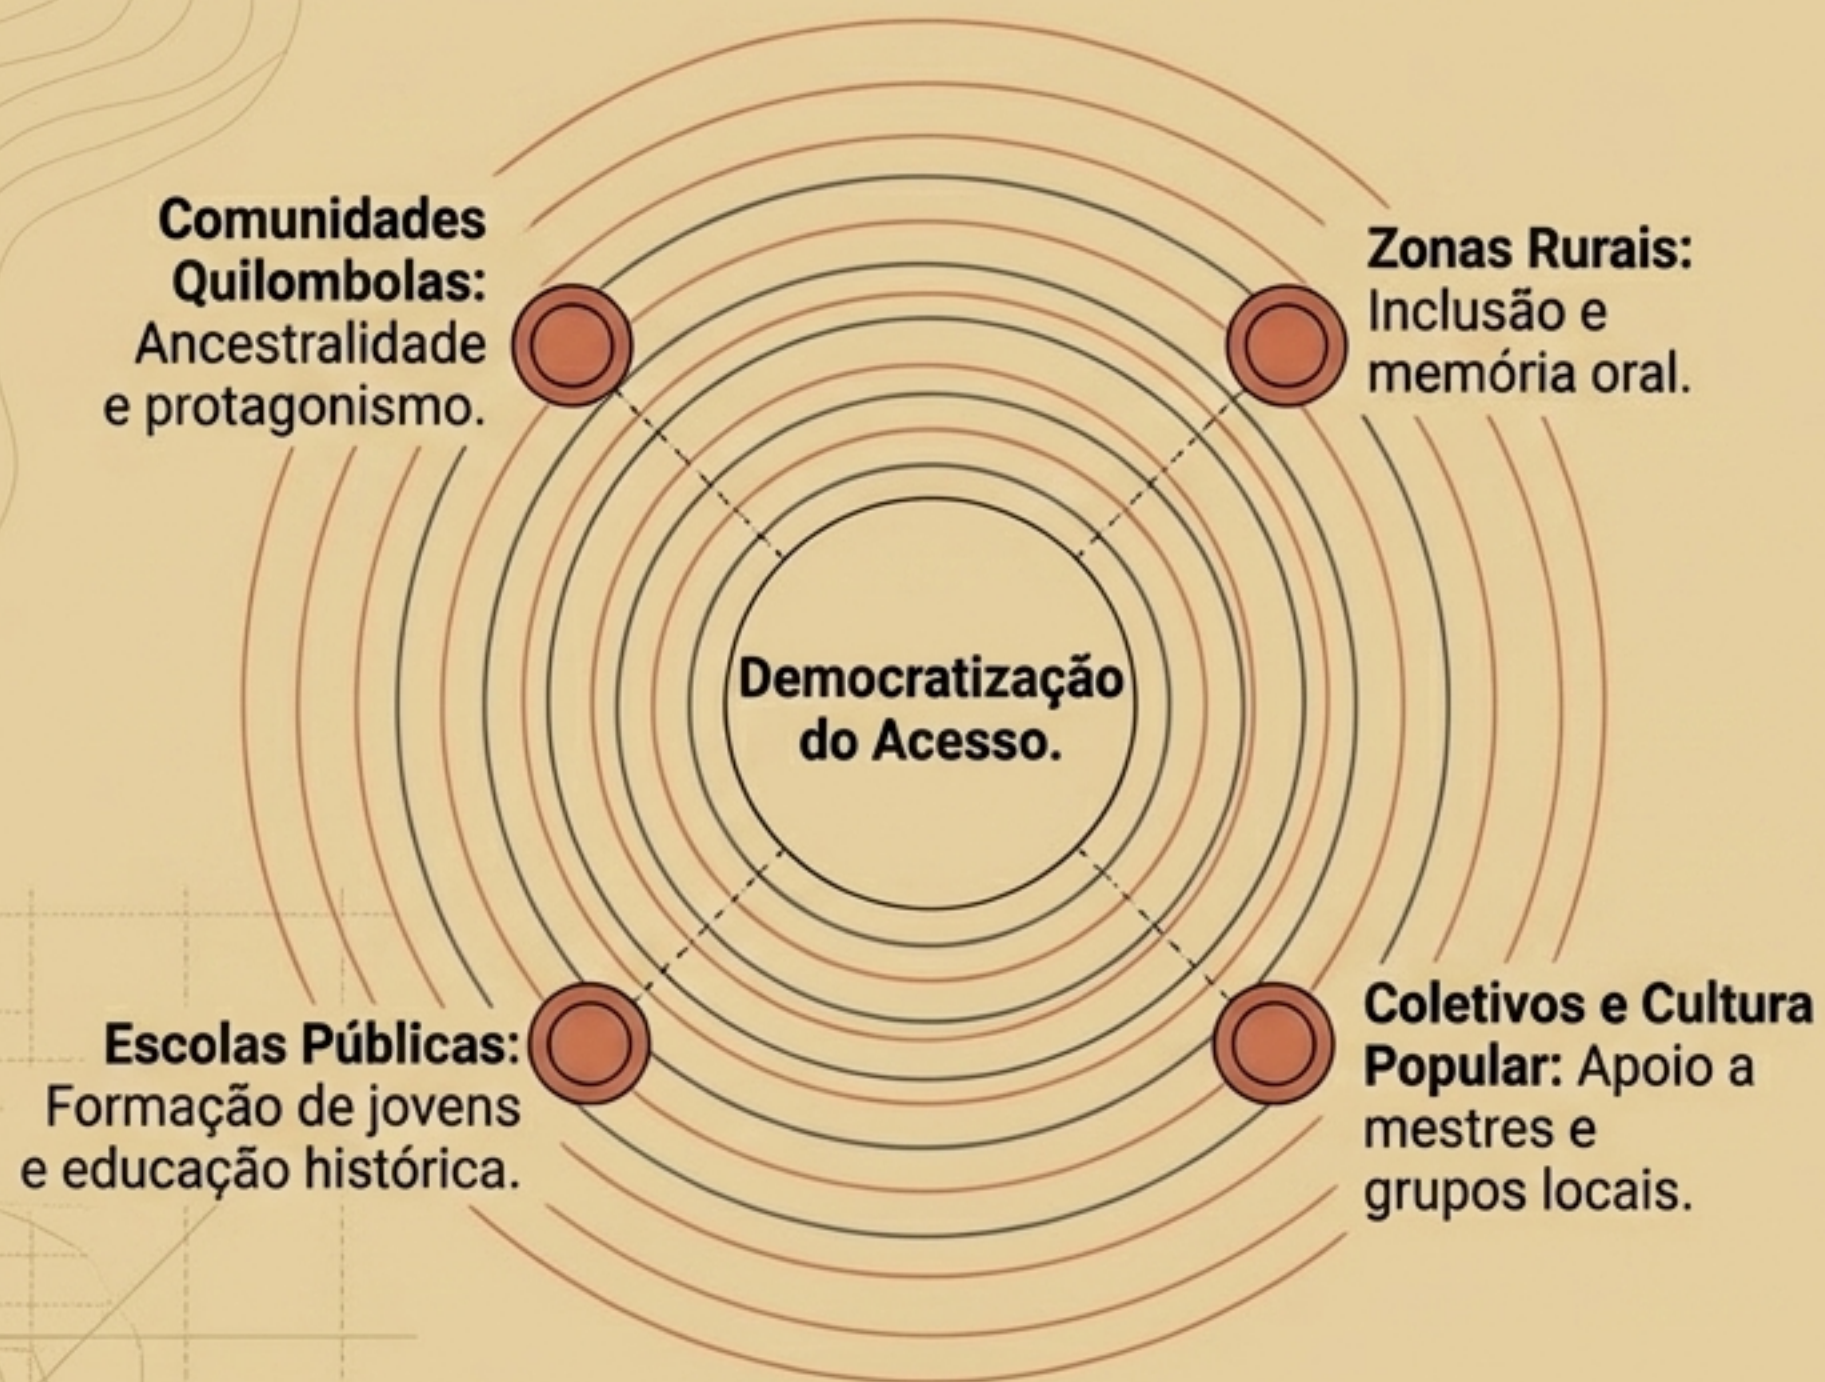 Comunidades
Quilombolas:
Ancestralidade
e protagonismo.
Zonas Rurais:
Inclusão e
memória oral.
Democratização
do Acesso.
Escolas Públicas:
Formação de jovens
e educação histórica.
Coletivos e Cultura
Popular: Apoio a
mestres e
grupos locais.